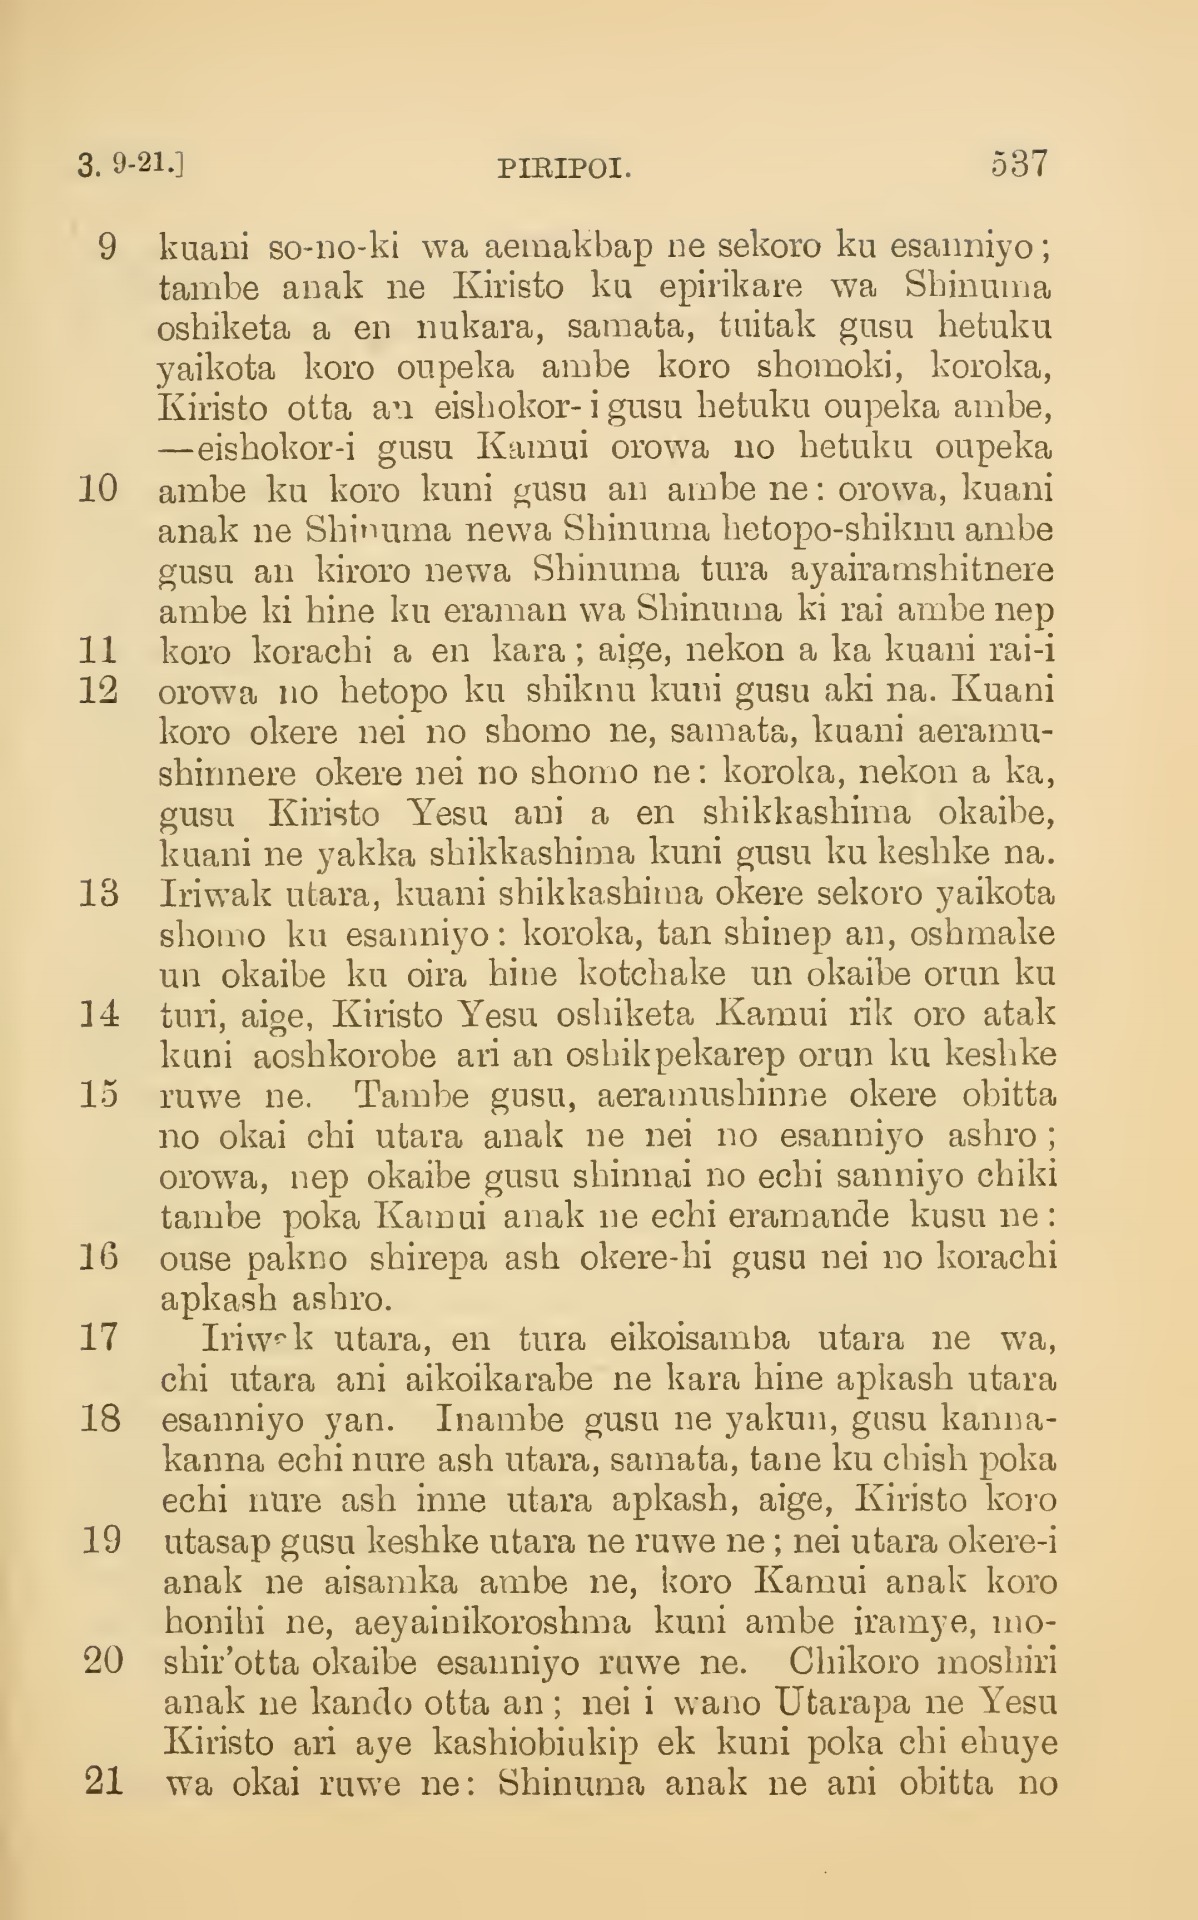 3. 9-21.] PIRIPOI. 537
9 kuani so-no-ki wa aemakbap ne sekoro ku esanniyo;
tambe anak ne Kiristo ku epirikare wa Shinuma
oshiketa a en nukara, samata, tuitak gusu hetuku
yaikota koro oupeka ambe koro shomoki, koroka,
Kiristo otta an eishokor-i gusu hetuku oupeka ambe,
—eishokor-i gusu Kamui orowa no hetuku oupeka
10 ambe ku koro kuni gusu an ambe ne: orowa, kuani
anak ne Shinuma newa Shinuma hetopo-shiknu ambe
gusu an kiroro newa Shinuma tura ayairamshitnere
ambe ki hine ku eraman wa Shinuma ki rai ambe nep
11 koro korachi a en kara; aige, nekon a ka kuani rai-i
12 orowa no hetopo ku shiknu kuni gusu aki na. Kuani
koro okere nei no shomo ne, samata, kuani aeramu-
shinnere okere nei no shomo ne: koroka, nekon a ka,
gusu Kiristo Yesu ani a en shikkashima okaibe,
kuani ne yakka shikkashima kuni gusu ku keshke na.
13 Iriwak utara, kuani shikkashima okere sekoro yaikota
shomo ku esanniyo: koroka, tan shinep an, oshmake
un okaibe ku oira hine kotchake un okaibe orun ku
14 turi, aige, Kiristo Yesu oshiketa Kamui rik oro atak
kuni aoshkorobe ari an oshikpekarep orun ku keshke
15 ruwe ne. Tambe gusu, aeramushinne okere obitta
no okai chi utara anak ne nei no esanniyo ashro;
orowa, nep okaibe gusu shinnai no echi sanniyo chiki
tambe poka Kamui anak ne echi eramande kusu ne:
16 ouse pakno shirepa ash okere-hi gusu nei no korachi
apkash ashro.
17 Iriwak utara, en tura eikoisamba utara ne wa,
chi utara ani aikoikarabe ne kara hine apkash utara
18 esanniyo yan. Inambe gusu ne yakun, gusu kanna-
kanna echi nure ash utara, samata, tane ku chish poka
echi nure ash inne utara apkash, aige, Kiristo koro
19 utasap gusu keshke utara ne ruwe ne; nei utara okere-i
anak ne aisamka ambe ne, koro Kamui anak koro
honihi ne, aeyainikoroshma kuni ambe iramye, mo-
20 shir'otta okaibe esanniyo ruwe ne. Chikoro moshiri
anak ne kando otta an; nei i wano Utarapa ne Yesu
Kiristo ari aye kashiobiukip ek kuni poka chi ehuye
21 wa okai ruwe ne: Shinuma anak ne ani obitta no